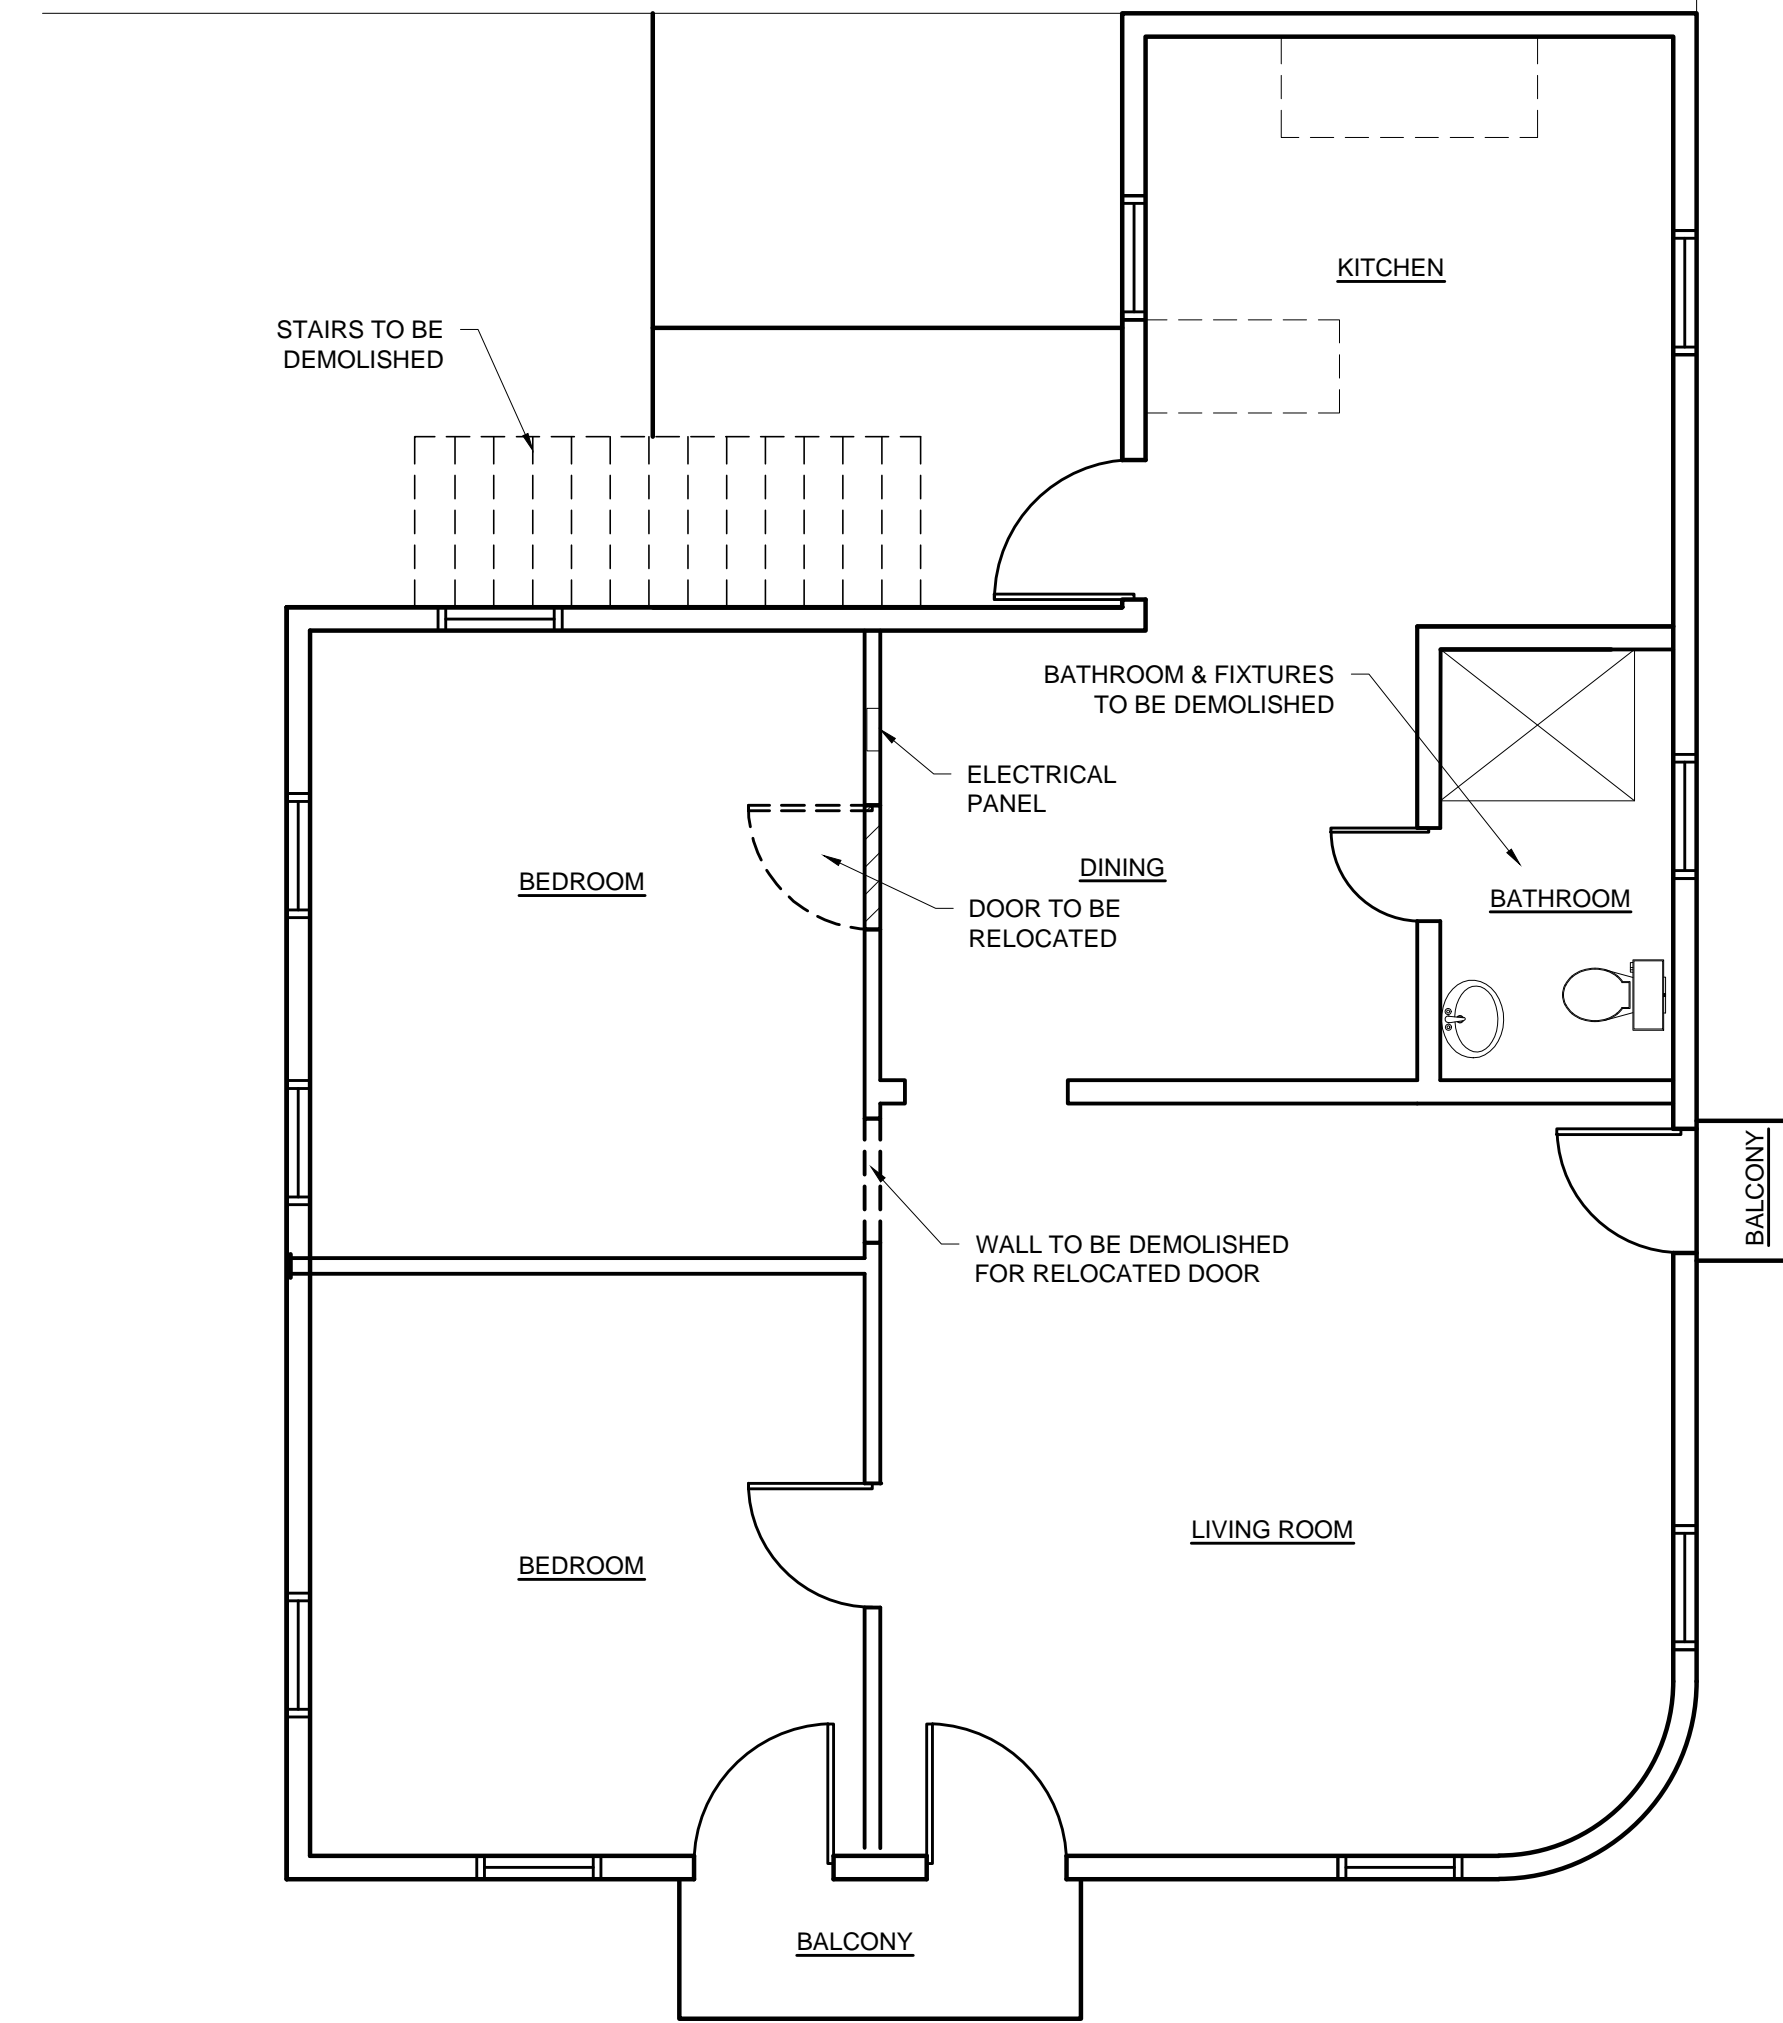 KITCHEN
STAIRS TO BE
DEMOLISHED
BATHROOM & FIXTURES
TO BE DEMOLISHED
ELECTRICAL
PANEL
BEDROOM
DINING
BATHROOM
DOOR TO BE
RELOCATED
BALCONY
WALL TO BE DEMOLISHED
FOR RELOCATED DOOR
LIVING ROOM
BEDROOM
BALCONY